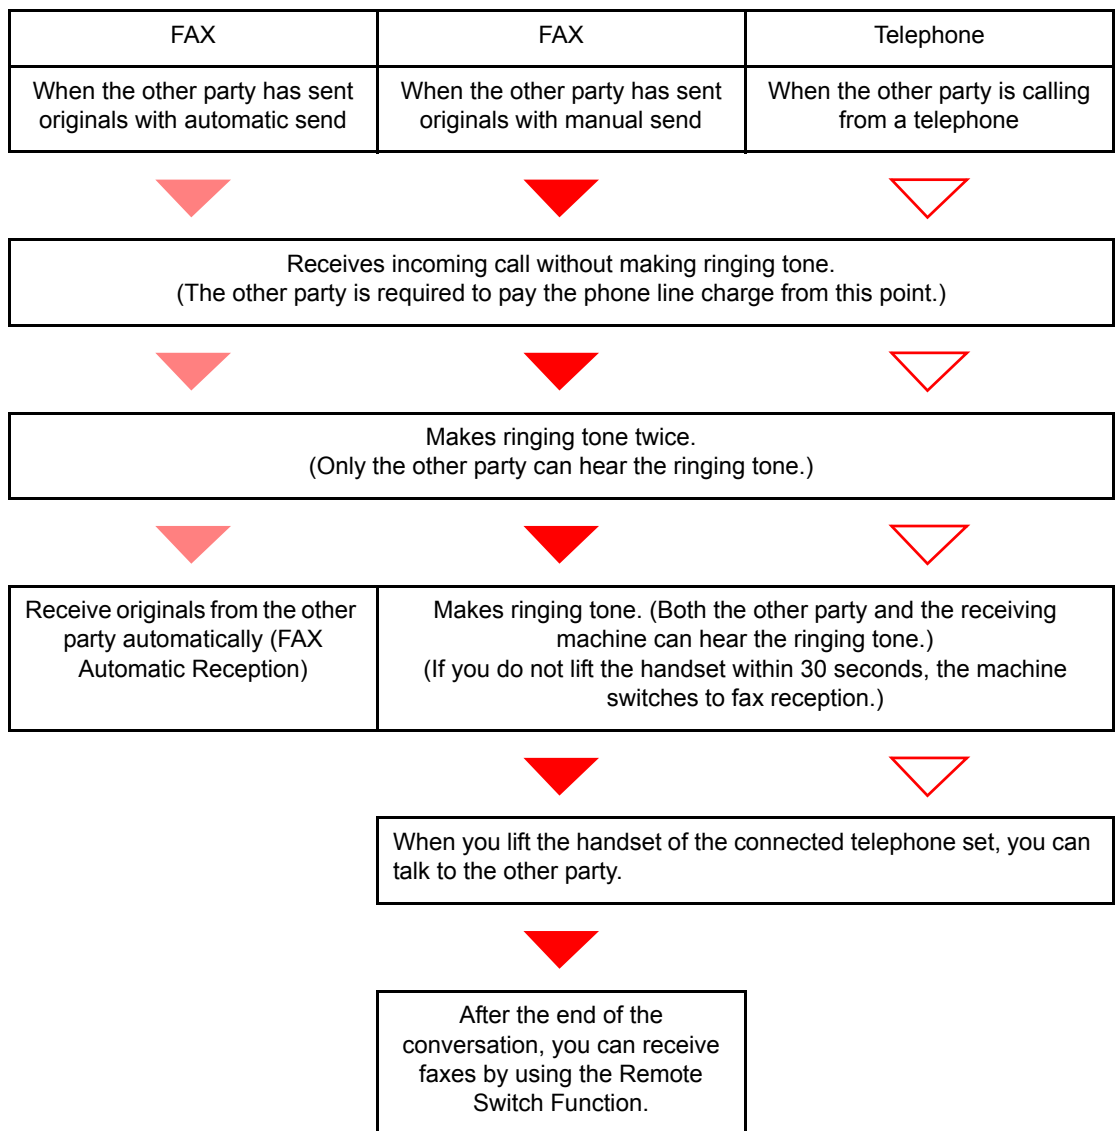 FAX
FAX
Telephone
When the other party has sent
originals with automatic send
When the other party has sent
originals with manual send
When the other party is calling
from a telephone
Receives incoming call without making ringing tone.
(The other party is required to pay the phone line charge from this point.)
Makes ringing tone twice.
(Only the other party can hear the ringing tone.)
Receive originals from the other
party automatically (FAX
Automatic Reception)
Makes ringing tone. (Both the other party and the receiving
machine can hear the ringing tone.)
(If you do not lift the handset within 30 seconds, the machine
switches to fax reception.)
When you lift the handset of the connected telephone set, you can
talk to the other party.
After the end of the
conversation, you can receive
faxes by using the Remote
Switch Function.